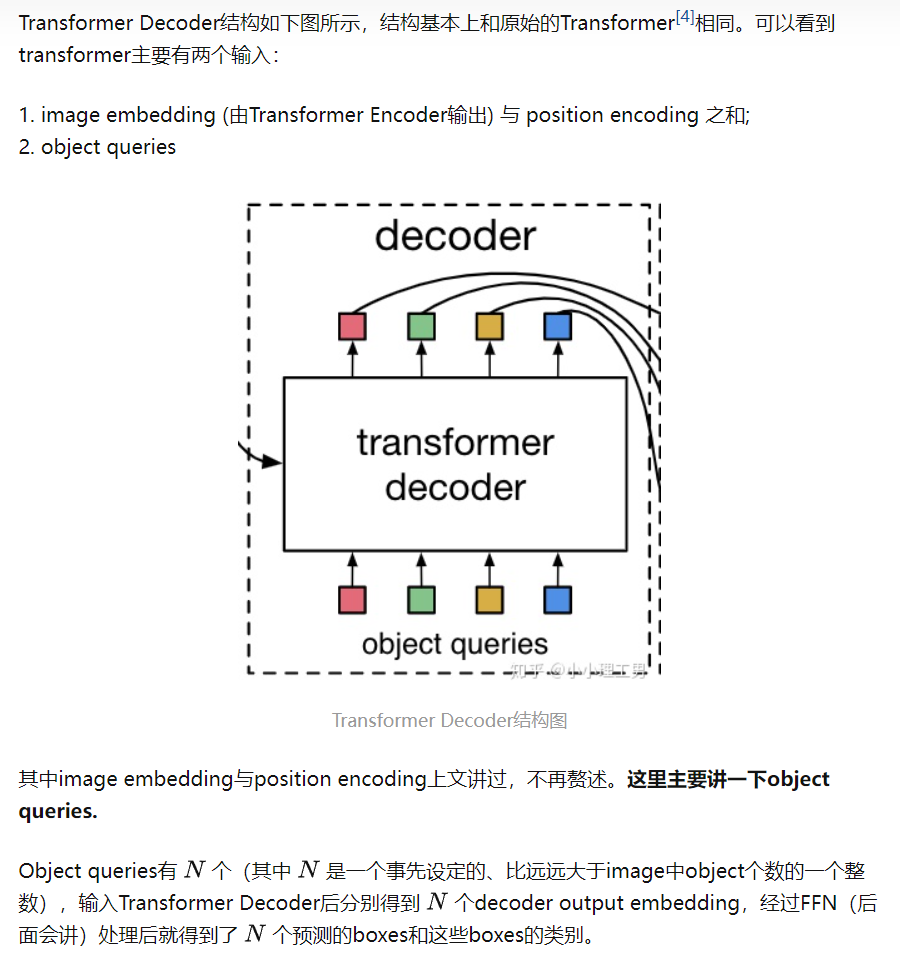 Transformer Decoder结构如下图所示，结构基本上和原始的Transformer[4]相同。可以看到
transformer主要有两个输入：
1. image embedding (由Transformer Encoder输出) 与 position encoding 之和;
2. object queries
decoder
transformer
decoder
object queries
知乎 @小小理工男
Transformer Decoder结构图
其中image embedding与position encoding上文讲过，不再赘述。这里主要讲一下object
queries.
Object queries有 N 个（其中 N 是一个事先设定的、比远远大于image中object个数的一个整
数），输入Transformer Decoder后分别得到 N 个decoder output embedding，经过FFN（后
面会讲）处理后就得到了 N 个预测的boxes和这些boxes的类别。